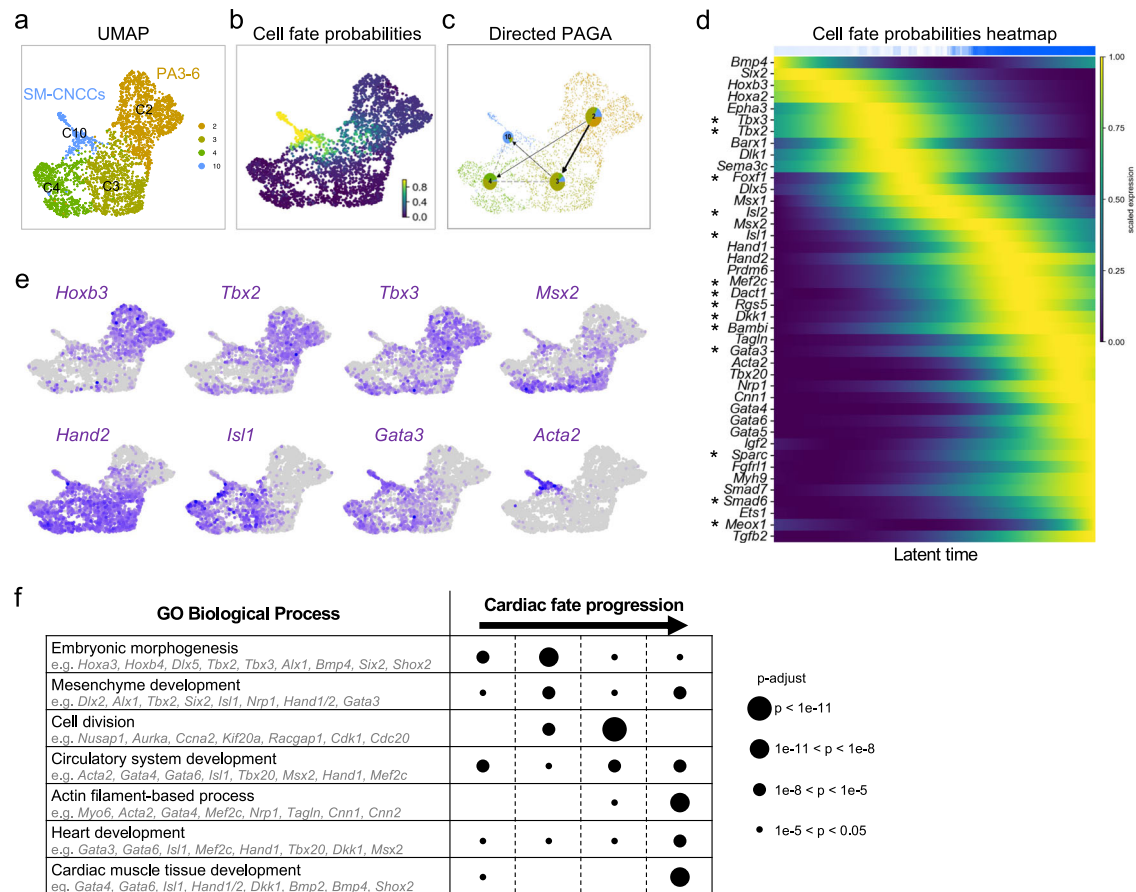 a
UMAP
PA3-6
SM-CNCCs
C2
C10
C4
C3
2
3
4
10
b
Cell fate probabilities
0.8
0.4
0.0
c
Directed PAGA
2
10
4
3
d
Cell fate probabilities heatmap
Bmp4
Six2
Hoxb3
Hoxa2
Epha3
* Tbx3
* Tbx2
Barx1
Dlk1
Sema3c
* Foxf1
Dlx5
Msx1
* Isl2
Msx2
* Isl1
Hand1
Hand2
Prdm6
* Mef2c
* Dact1
* Rgs5
* Dkk1
* Bambi
Tagln
* Gata3
Acta2
Tbx20
Nrp1
Cnn1
Gata4
Gata6
Gata5
Igf2
* Sparc
Fgfrl1
Myh9
Smad7
* Smad6
Ets1
* Meox1
Tgfb2
Latent time
1.00
0.75
0.50
0.25
0.00
scaled expression
e
Hoxb3
Tbx2
Tbx3
Msx2
Hand2
Isl1
Gata3
Acta2
f
GO Biological Process
Cardiac fate progression
Embryonic morphogenesis
e.g. Hoxa3, Hoxb4, Dlx5, Tbx2, Tbx3, Alx1, Bmp4, Six2, Shox2
Mesenchyme development
e.g. Dlx2, Alx1, Tbx2, Six2, Isl1, Nrp1, Hand1/2, Gata3
Cell division
e.g. Nusap1, Aurka, Ccna2, Kif20a, Racgap1, Cdk1, Cdc20
Circulatory system development
e.g. Acta2, Gata4, Gata6, Isl1, Tbx20, Msx2, Hand1, Mef2c
Actin filament-based process
e.g. Myo6, Acta2, Gata4, Mef2c, Nrp1, Tagln, Cnn1, Cnn2
Heart development
e.g. Gata3, Gata6, Isl1, Mef2c, Hand1, Tbx20, Dkk1, Msx2
Cardiac muscle tissue development
eg. Gata4, Gata6, Isl1, Hand1/2, Dkk1, Bmp2, Bmp4, Shox2
p-adjust
p < 1e-11
1e-11 < p < 1e-8
1e-8 < p < 1e-5
1e-5 < p < 0.05